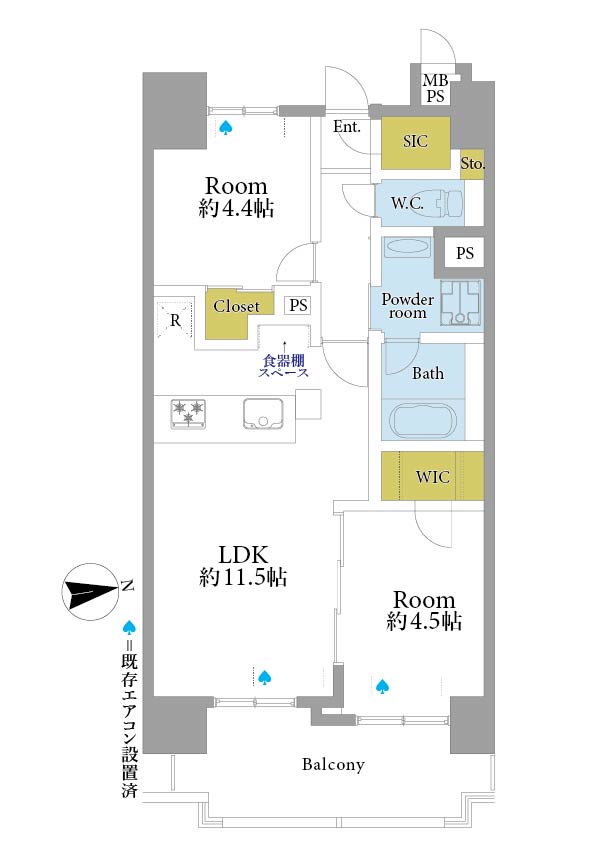 MB
PS
Ent.
SIC
Sto.
Room
約4.4帖
W.C.
PS
Closet
PS
R
Powder
room
食器棚
スペース
Bath
WIC
LDK
約11.5帖
Room
約4.5帖
N
♠=既存エアコン設置済
Balcony